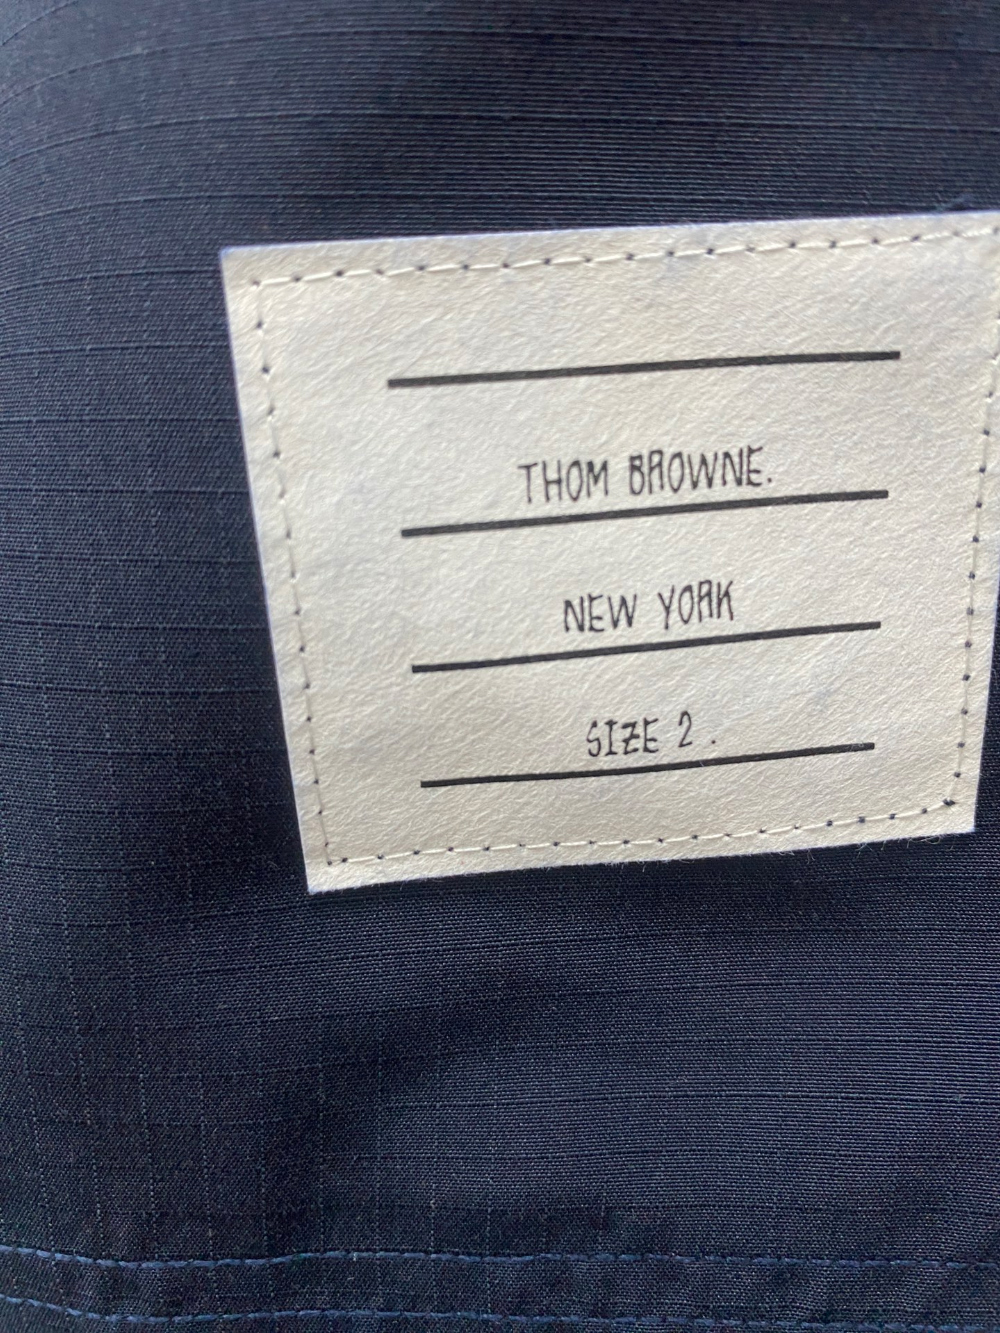 THOM BROWNE.
NEW YORK
SIZE 2 .